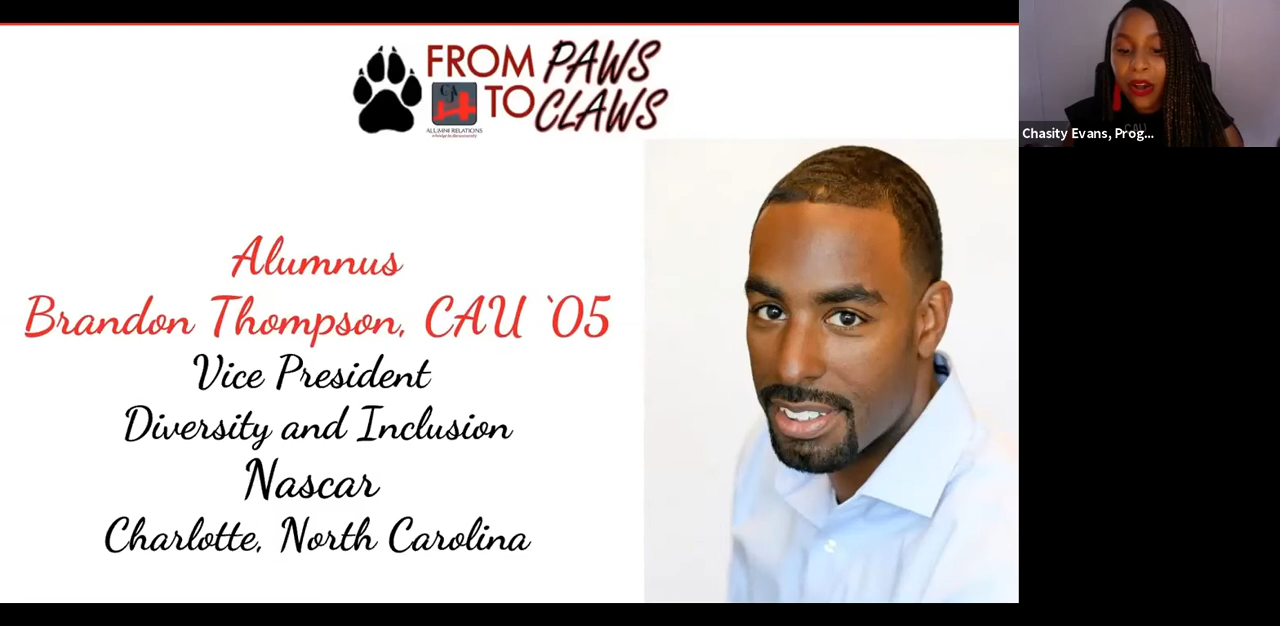 FROM PAWS
TO CLAWS
CAU
ALUMNI RELATIONS
Alumnus
Brandon Thompson, CAU '05
Vice President
Diversity and Inclusion
Nascar
Charlotte, North Carolina
Chasity Evans, Prog...